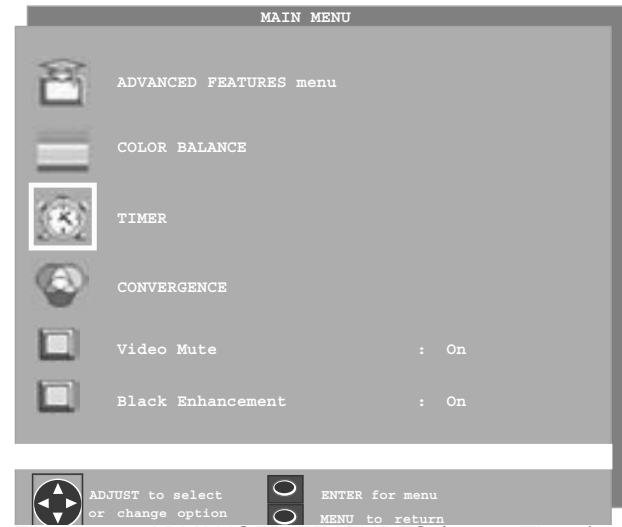 MAIN MENU
ADVANCED FEATURES menu
COLOR BALANCE
TIMER
CONVERGENCE
Video Mute : On
Black Enhancement : On
ADJUST to select
or change option
ENTER for menu
MENU to return